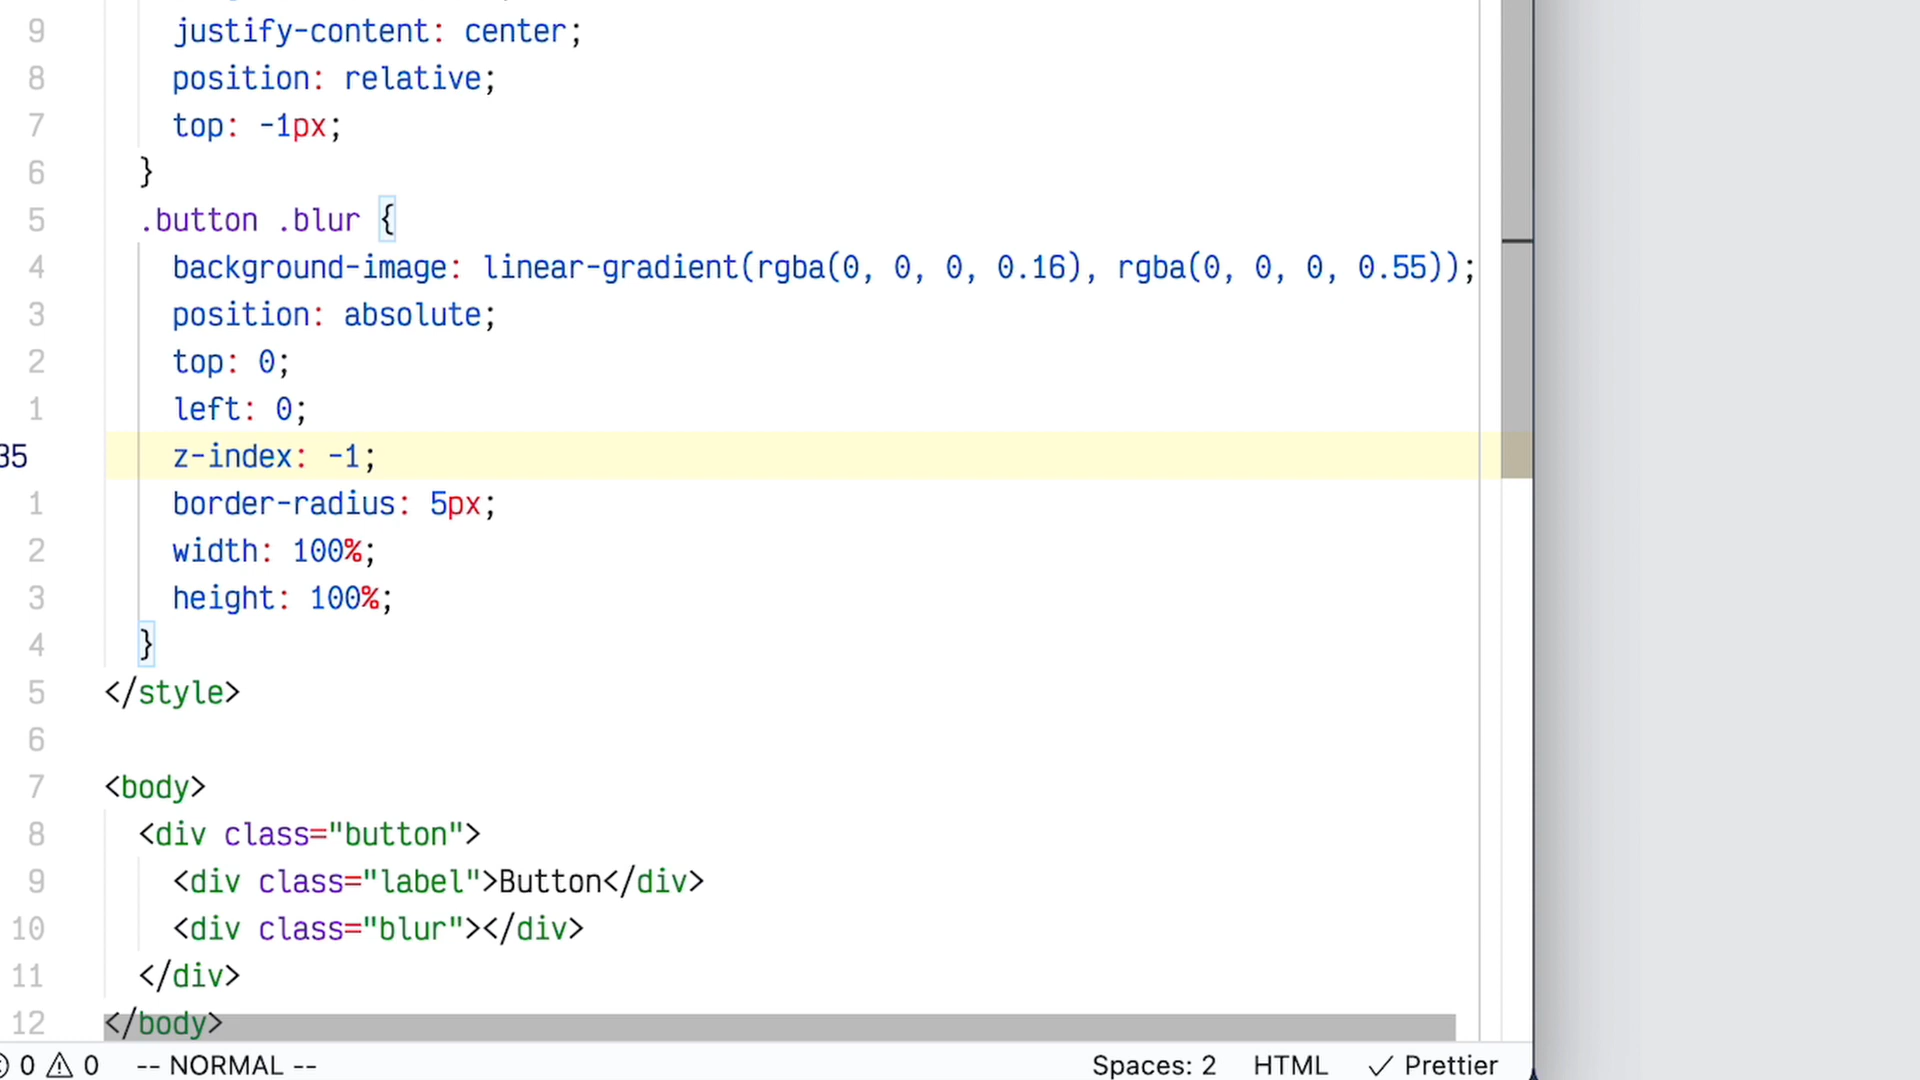 9 justify-content: center;
8 position: relative;
7 top: -1px;
6 }
5 .button .blur {
4 background-image: linear-gradient(rgba(0, 0, 0, 0.16), rgba(0, 0, 0, 0.55));
3 position: absolute;
2 top: 0;
1 left: 0;
35 z-index: -1;
1 border-radius: 5px;
2 width: 100%;
3 height: 100%;
4 }
5 </style>
6
7 <body>
8 <div class="button">
9 <div class="label">Button</div>
10 <div class="blur"></div>
11 </div>
12 </body>
0 0 -- NORMAL -- Spaces: 2 HTML Prettier